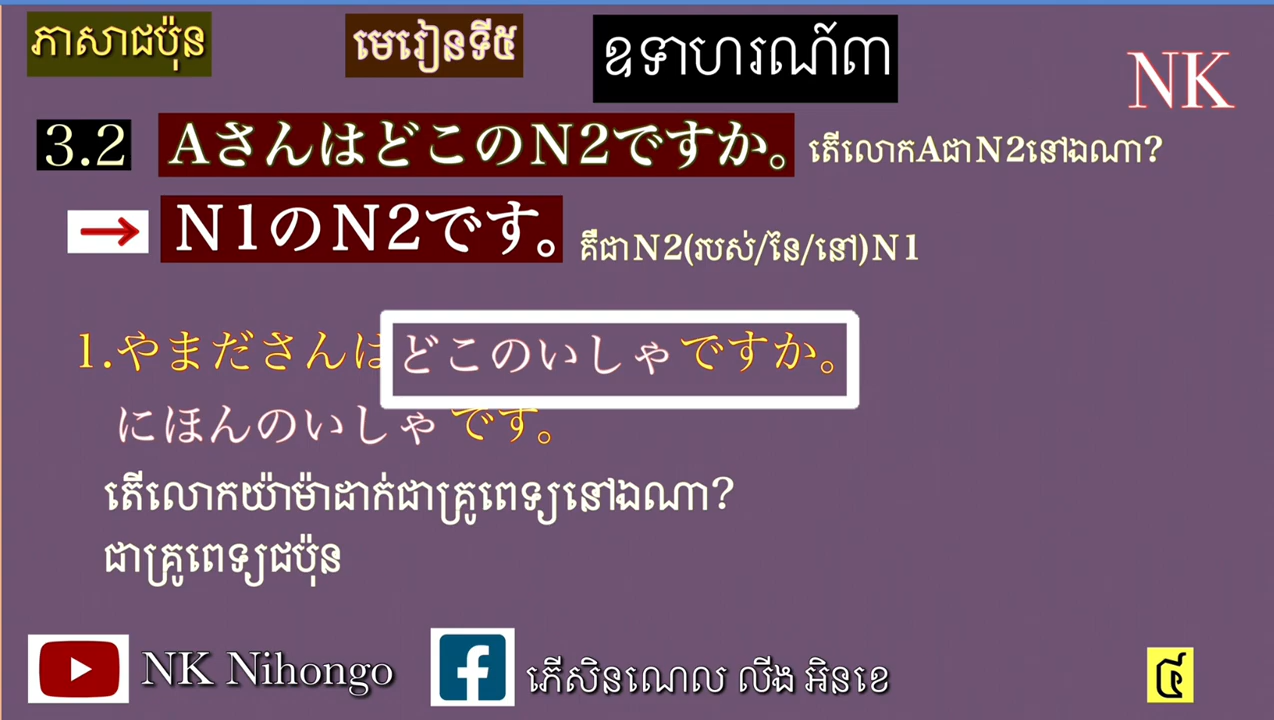 ភាសាជប៉ុន
មេរៀនទី៥
ឧទាហរណ៍៣
NK
3.2 AさんはどこのN2ですか。 តើលោកAជាN2នៅឯណា?
→ N1のN2です。 គឺជាN2(របស់/នៃ/នៅ)N1
1.やまださんはどこのいしゃですか。
にほんのいしゃです。
តើលោកយ៉ាម៉ាដាក់ជាគ្រូពេទ្យនៅឯណា?
ជាគ្រូពេទ្យជប៉ុន
NK Nihongo
ភើសិនណេល លីង អិនខេ
៤